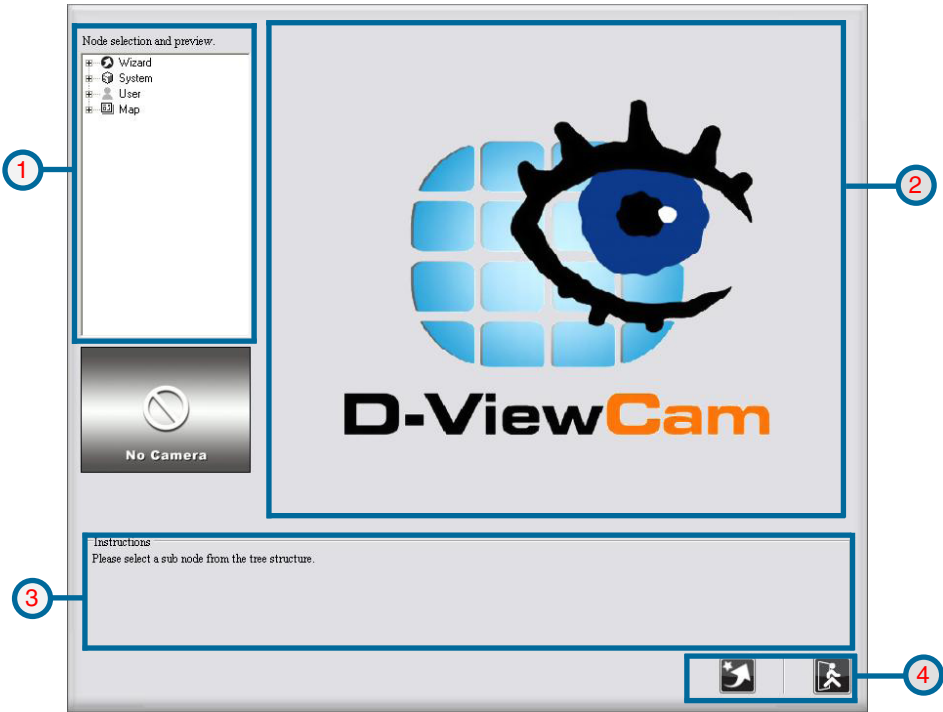 Node selection and preview.
Wizard
System
User
Map
1
2
D-ViewCam
No Camera
Instructions
Please select a sub node from the tree structure.
3
4